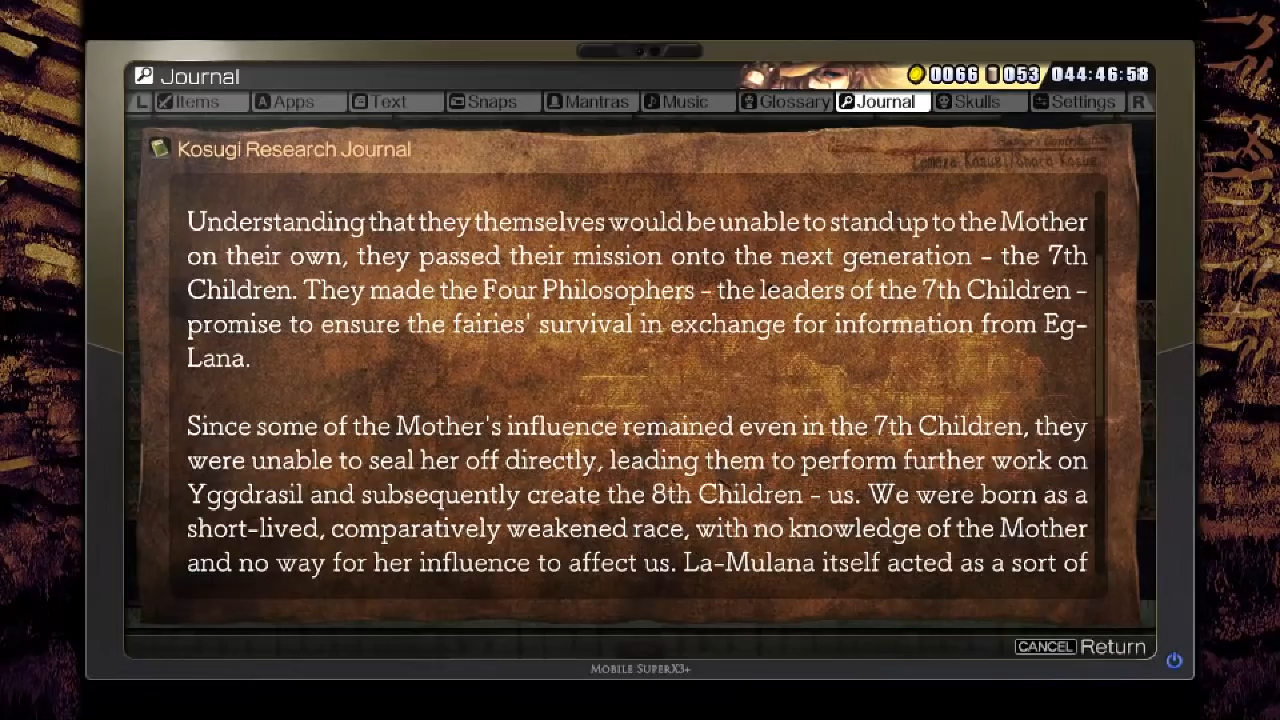 Journal
0066 053 044:46:58
L Items A Apps Text Snaps Mantras Music Glossary Journal Skulls Settings R
Kosugi Research Journal
Understanding that they themselves would be unable to stand up to the Mother
on their own, they passed their mission onto the next generation – the 7th
Children. They made the Four Philosophers – the leaders of the 7th Children –
promise to ensure the fairies' survival in exchange for information from Eg-
Lana.
Since some of the Mother's influence remained even in the 7th Children, they
were unable to seal her off directly, leading them to perform further work on
Yggdrasil and subsequently create the 8th Children – us. We were born as a
short-lived, comparatively weakened race, with no knowledge of the Mother
and no way for her influence to affect us. La-Mulana itself acted as a sort of
CANCEL Return
MOBILE SUPERX3+